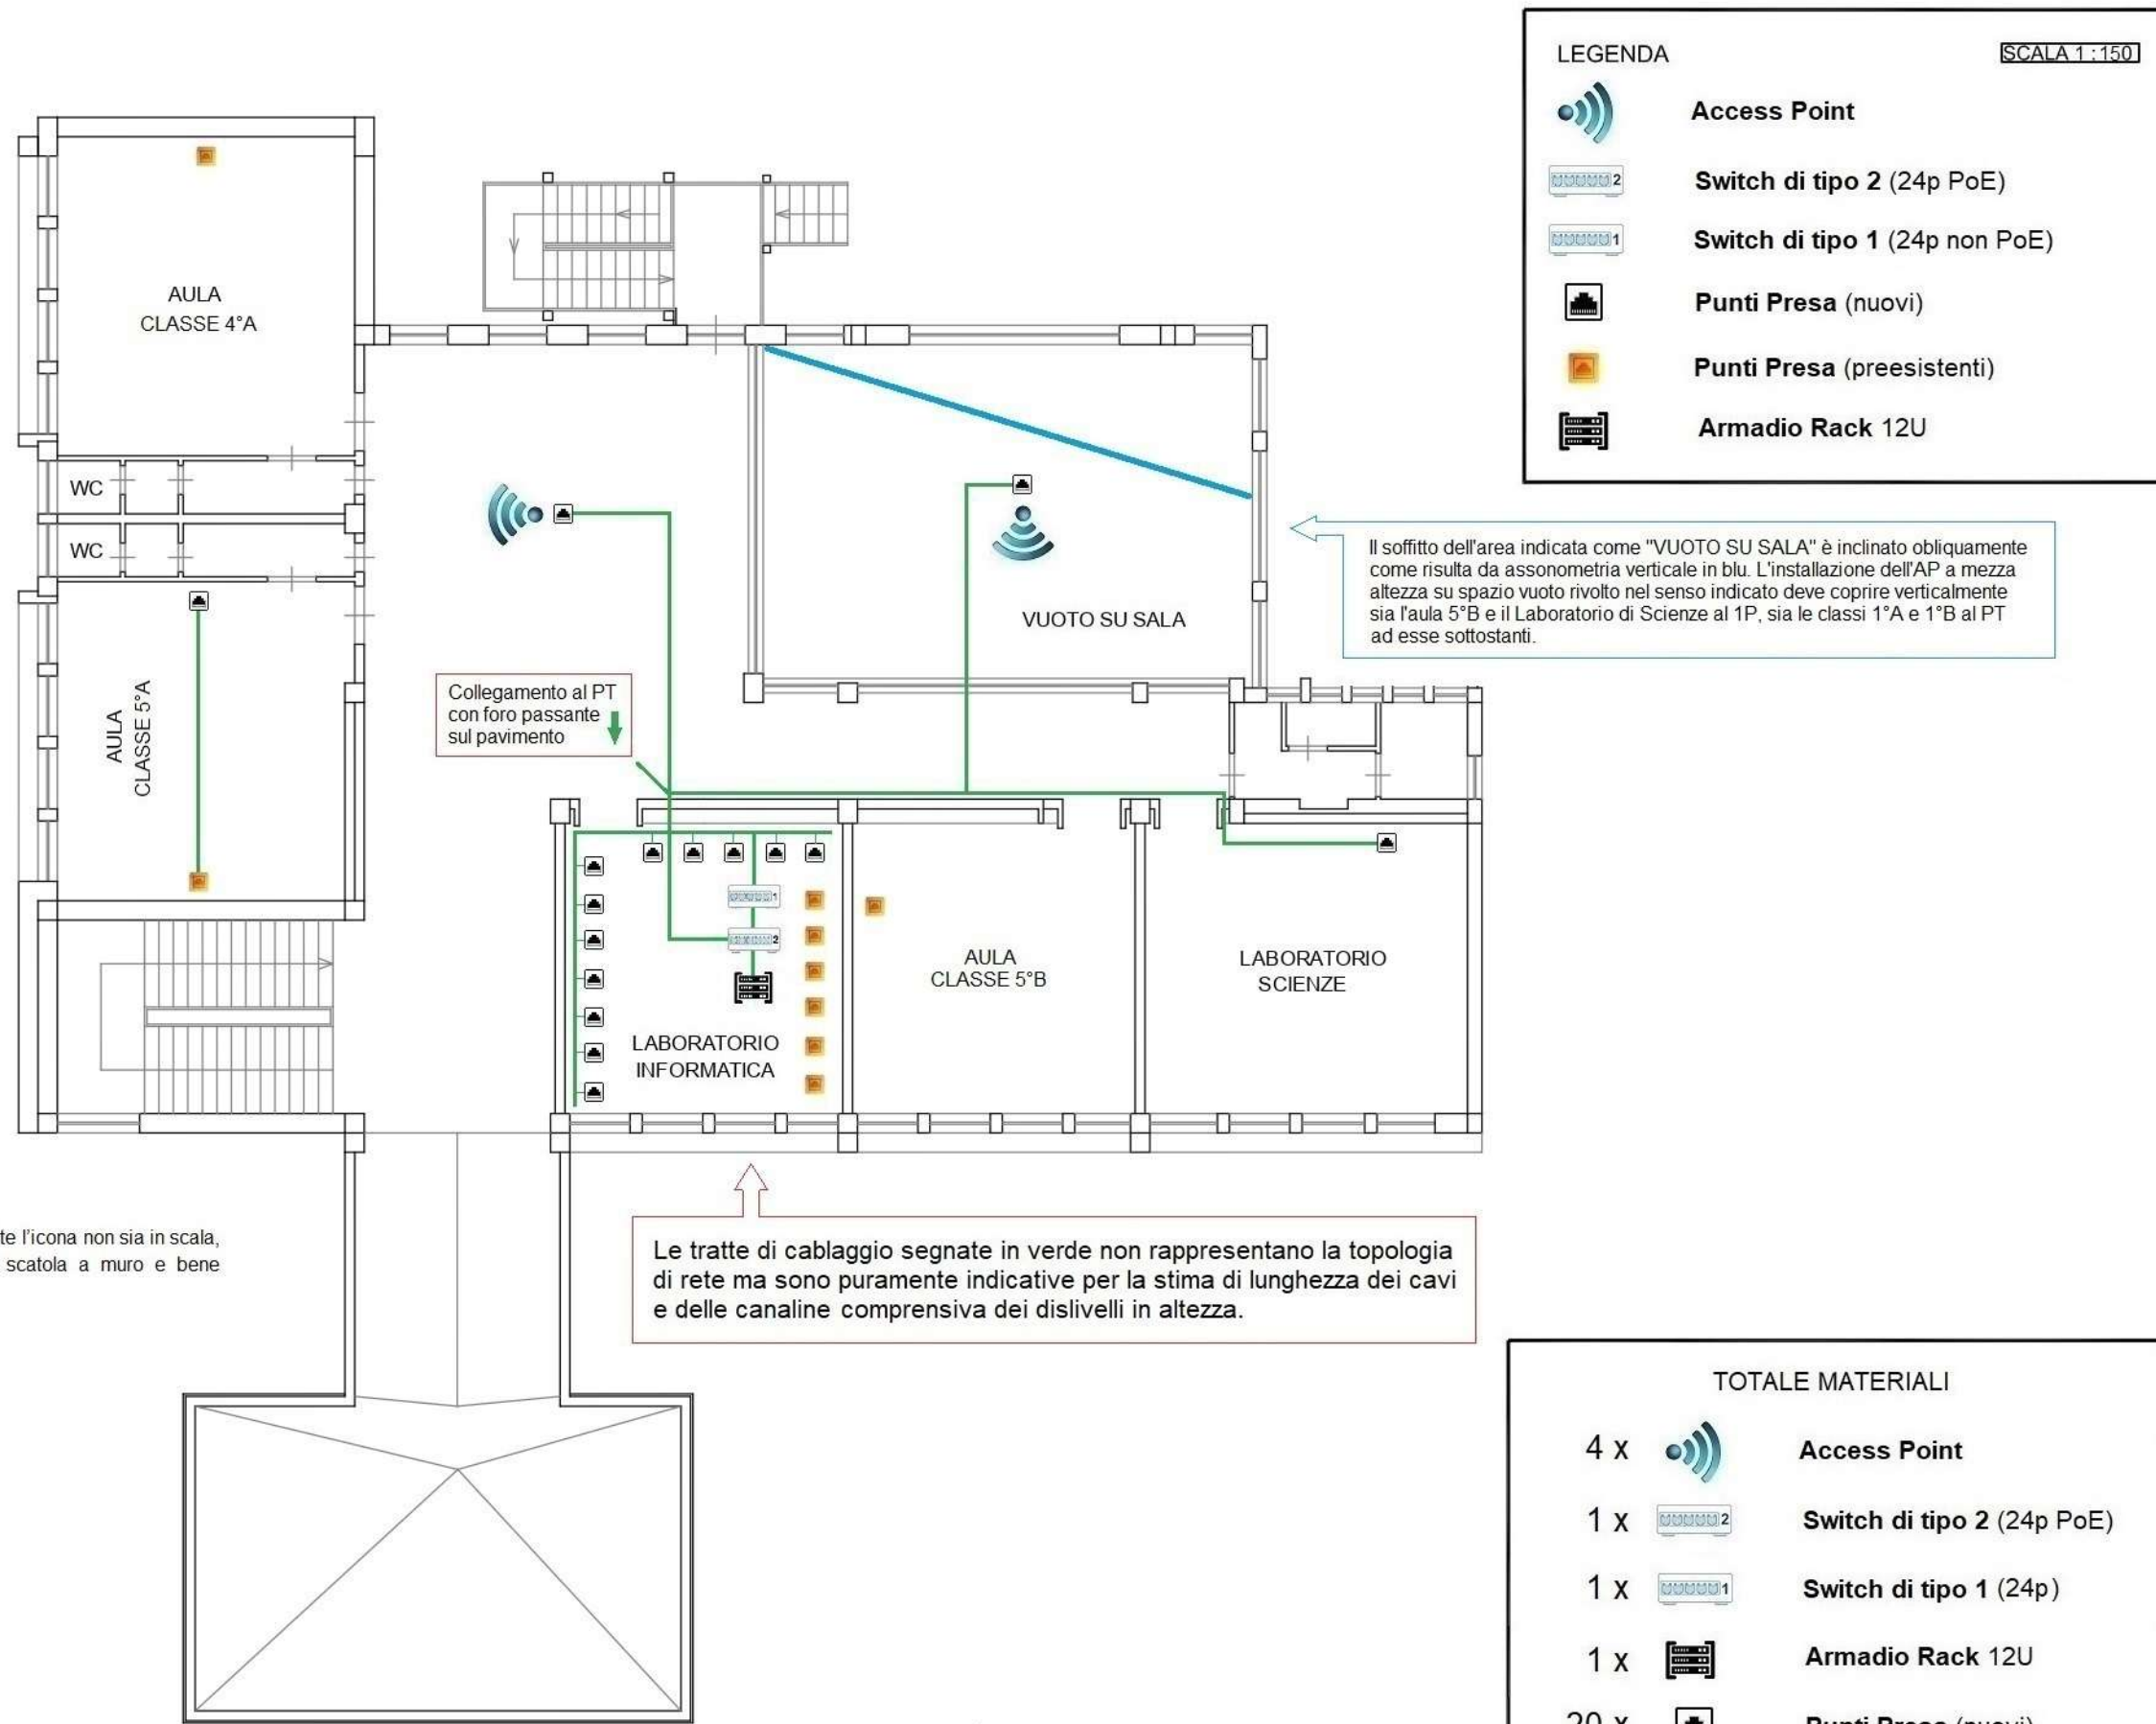 LEGENDA
SCALA 1 :150
Access Point
Switch di tipo 2 (24p PoE)
Switch di tipo 1 (24p non PoE)
Punti Presa (nuovi)
Punti Presa (preesistenti)
Armadio Rack 12U
AULA
CLASSE 4°A
WC
WC
Il soffitto dell'area indicata come "VUOTO SU SALA" è inclinato obliquamente
come risulta da assonometria verticale in blu. L'installazione dell'AP a mezza
altezza su spazio vuoto rivolto nel senso indicato deve coprire verticalmente
sia l'aula 5°B e il Laboratorio di Scienze al 1P, sia le classi 1°A e 1°B al PT
ad esse sottostanti.
VUOTO SU SALA
AULA
CLASSE 5°A
Collegamento al PT
con foro passante
sul pavimento
1
2
AULA
CLASSE 5°B
LABORATORIO
SCIENZE
LABORATORIO
INFORMATICA
te l'icona non sia in scala,
scatola a muro e bene
Le tratte di cablaggio segnate in verde non rappresentano la topologia
di rete ma sono puramente indicative per la stima di lunghezza dei cavi
e delle canaline comprensiva dei dislivelli in altezza.
TOTALE MATERIALI
4 x Access Point
1 x 2 Switch di tipo 2 (24p PoE)
1 x 1 Switch di tipo 1 (24p)
1 x Armadio Rack 12U
20 x Punti Presa (nuovi)